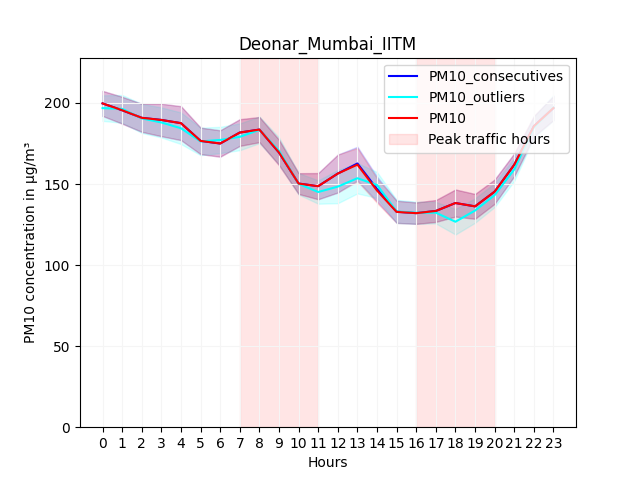 Deonar_Mumbai_IITM
PM10_consecutives
PM10_outliers
PM10
Peak traffic hours
PM10 concentration in µg/m³
200
150
100
50
0
0 1 2 3 4 5 6 7 8 9 10 11 12 13 14 15 16 17 18 19 20 21 22 23
Hours